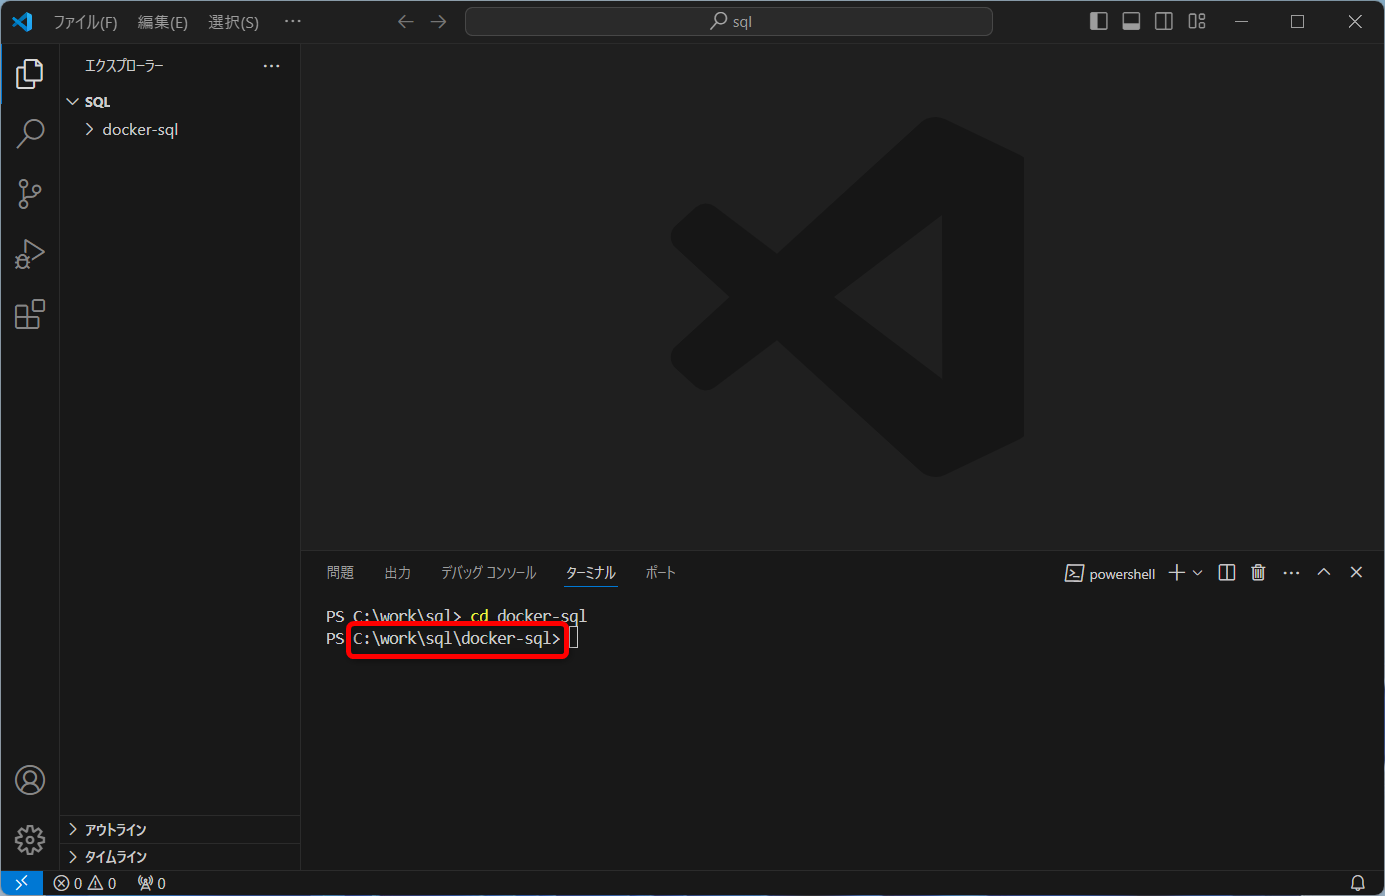 ファイル(F) 編集(E) 選択(S) ··· sql
エクスプローラー ···
SQL
docker-sql
問題 出力 デバッグ コンソール ターミナル ポート powershell ···
PS C:\work\sql> cd docker-sql
PS C:\work\sql\docker-sql>
アウトライン
タイムライン
0 0 0